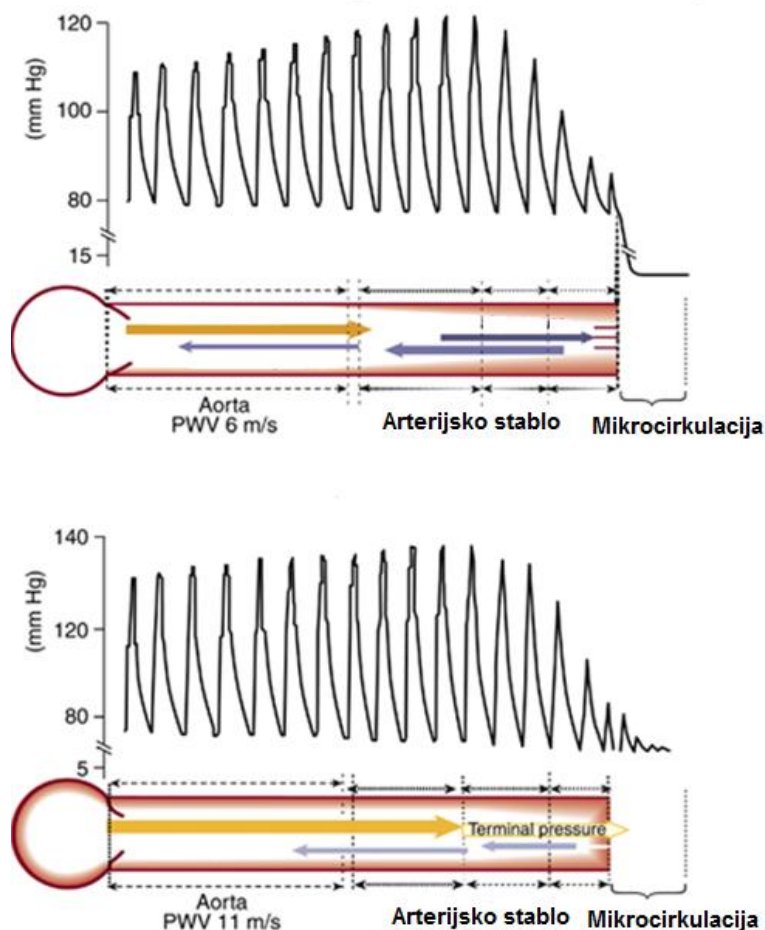 120
100
(mm Hg)
80
15
Aorta
PWV 6 m/s
Arterijsko stablo
Mikrocirkulacija
140
120
(mm Hg)
80
5
Terminal pressure
Aorta
PWV 11 m/s
Arterijsko stablo
Mikrocirkulacija